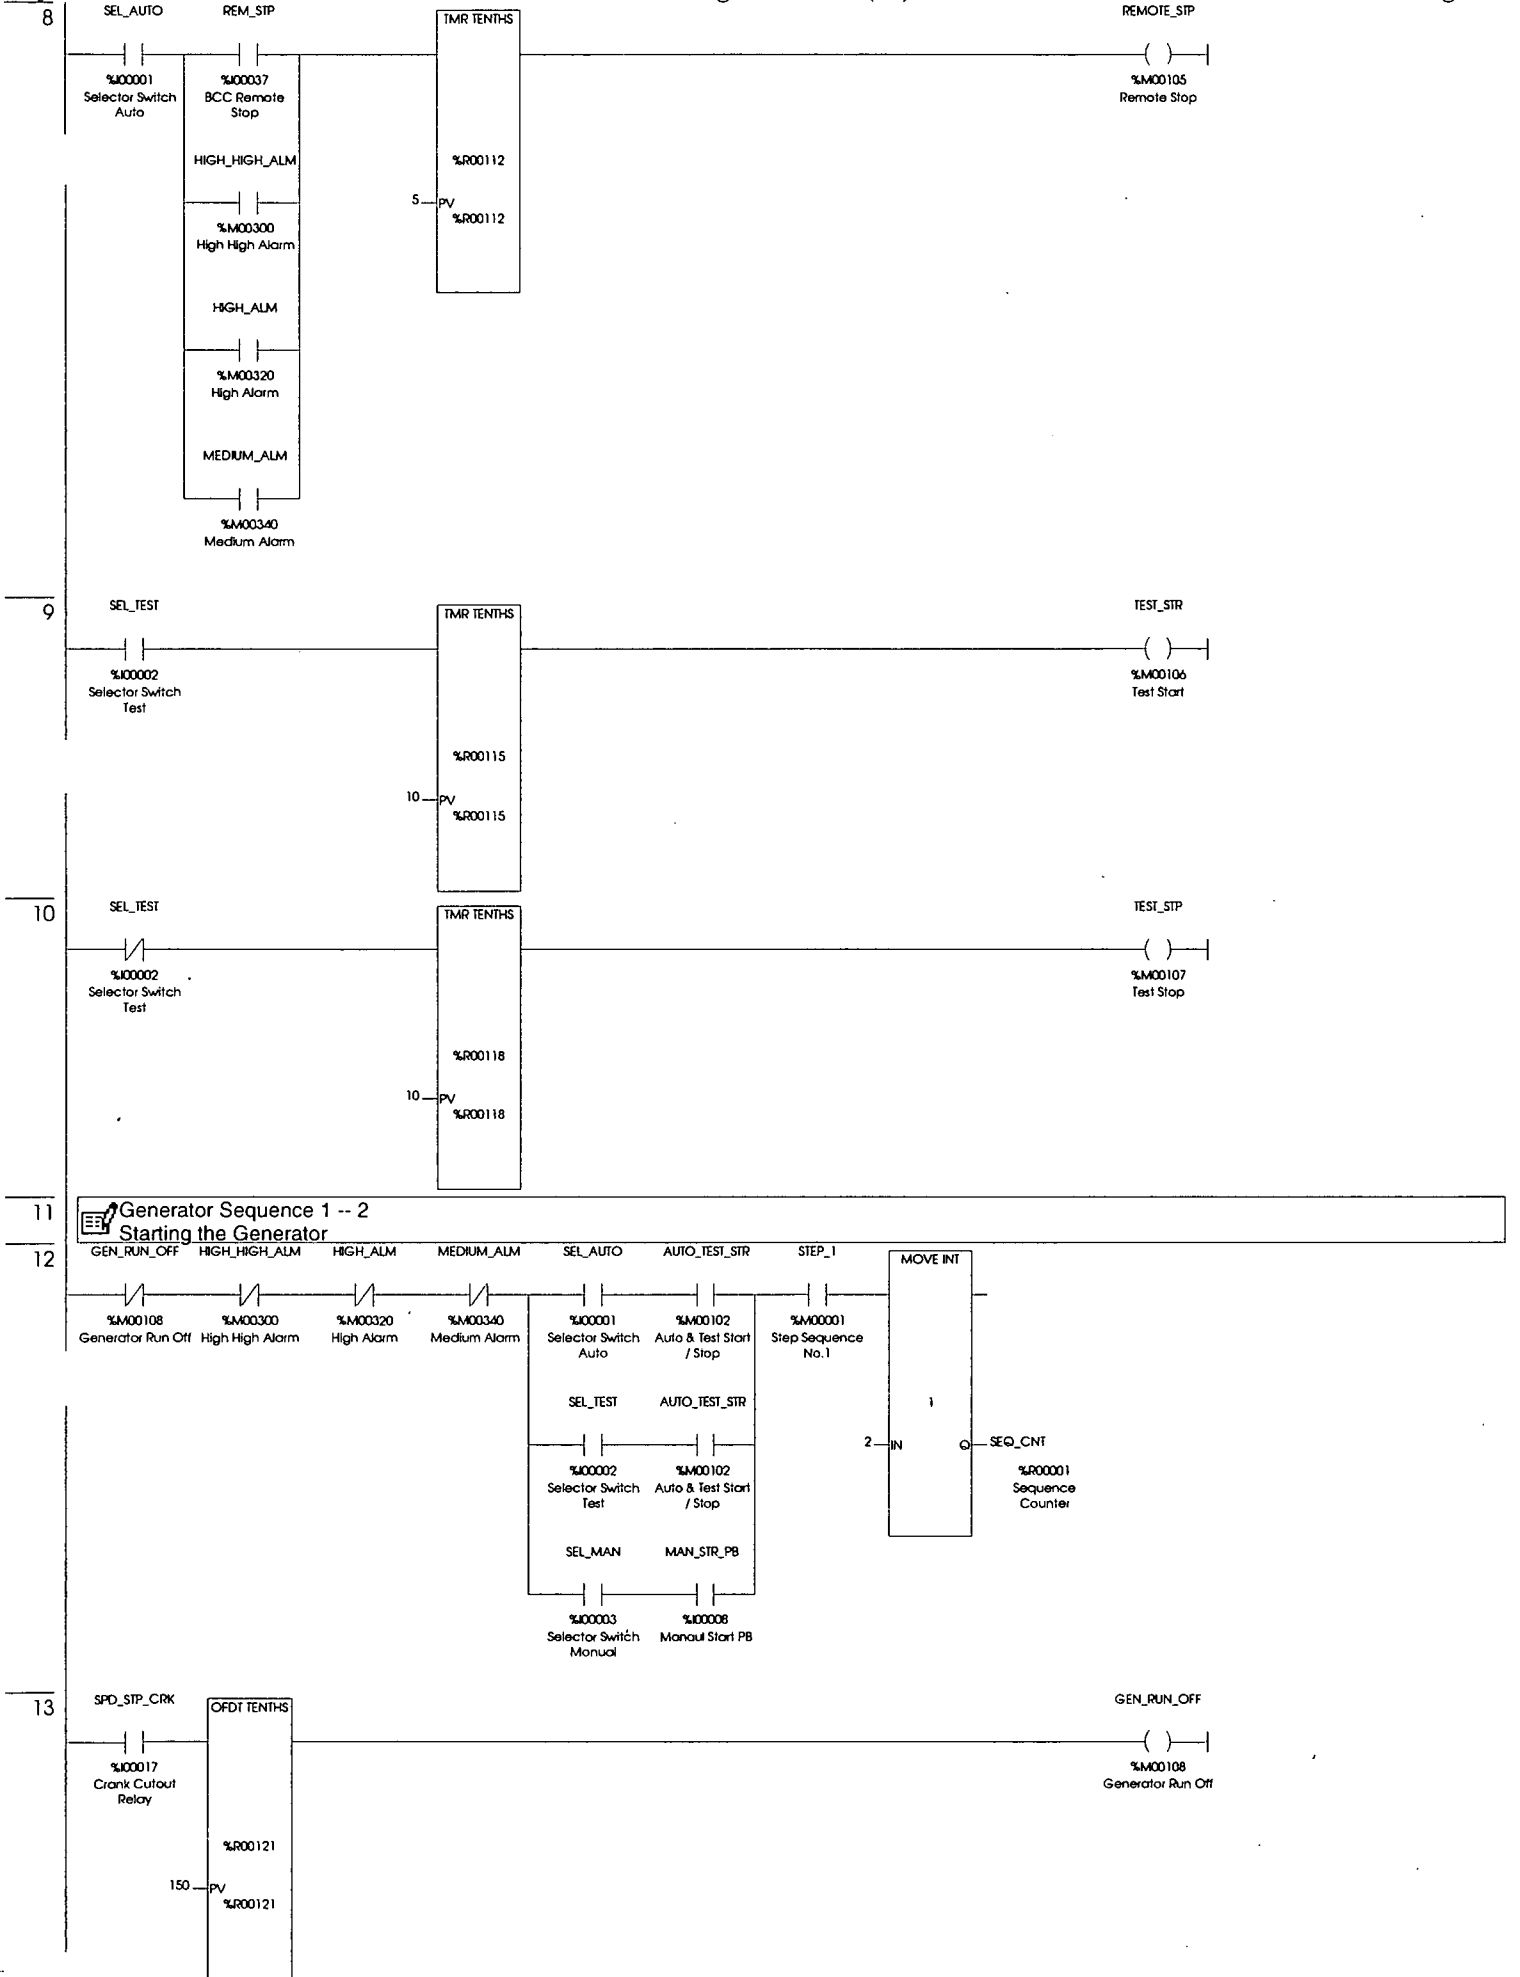 8
SEL_AUTO REM_STP TMR TENTHS REMOTE_STP
%I00001 %I00037 %M00105
Selector Switch BCC Remote Remote Stop
Auto Stop
HIGH_HIGH_ALM %R00112
5 PV
%M00300 %R00112
High High Alarm
HIGH_ALM
%M00320
High Alarm
MEDIUM_ALM
%M00340
Medium Alarm
9
SEL_TEST TMR TENTHS TEST_STR
%I00002 %M00106
Selector Switch Test Start
Test
%R00115
10 PV
%R00115
10
SEL_TEST TMR TENTHS TEST_STP
%I00002 %M00107
Selector Switch Test Stop
Test
%R00118
10 PV
%R00118
11
Generator Sequence 1 -- 2
Starting the Generator
12
GEN_RUN_OFF HIGH_HIGH_ALM HIGH_ALM MEDIUM_ALM SEL_AUTO AUTO_TEST_STR STEP_1 MOVE INT
%M00108 %M00300 %M00320 %M00340 %I00001 %M00102 %M00001
Generator Run Off High High Alarm High Alarm Medium Alarm Selector Switch Auto & Test Start Step Sequence
Auto / Stop No.1
SEL_TEST AUTO_TEST_STR 1
2 IN Q SEQ_CNT
%I00002 %M00102 %R00001
Selector Switch Auto & Test Start Sequence
Test / Stop Counter
SEL_MAN MAN_STR_PB
%I00003 %I00008
Selector Switch Manaul Start PB
Manual
13
SPD_STP_CRK OFDT TENTHS GEN_RUN_OFF
%I00017 %M00108
Crank Cutout Generator Run Off
Relay
%R00121
150 PV
%R00121